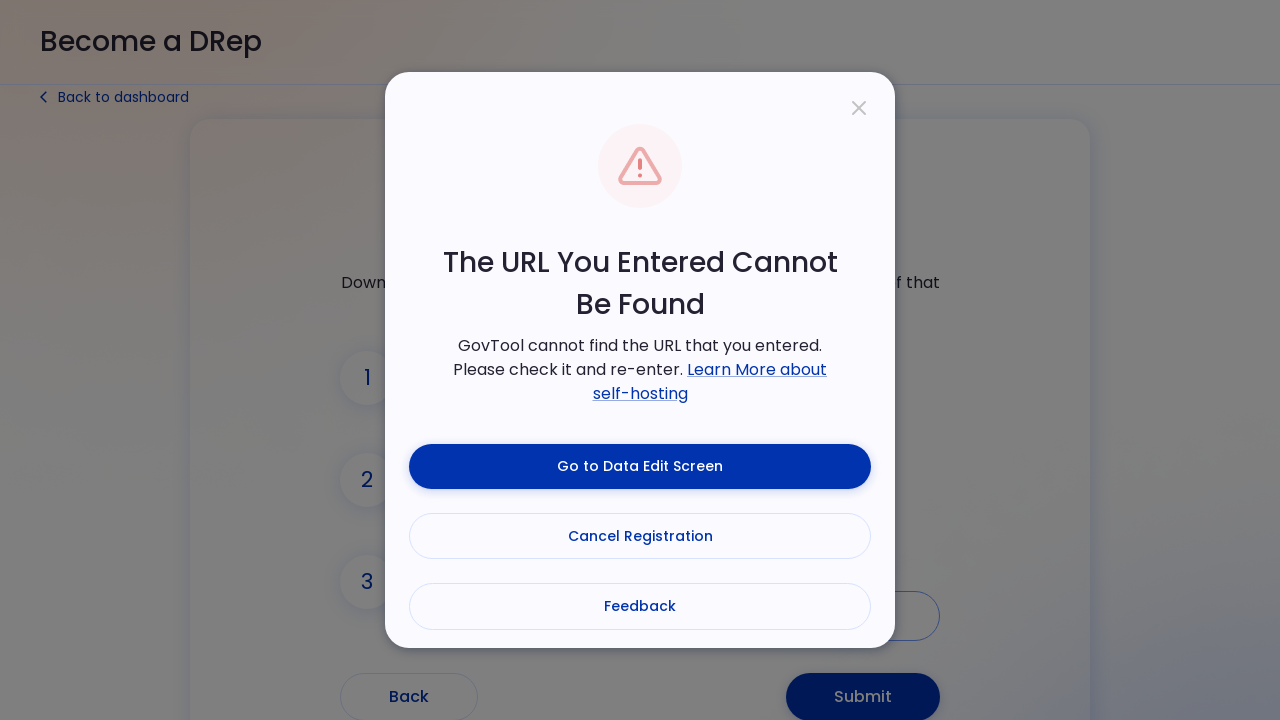 Become a DRep
Back to dashboard
The URL You Entered Cannot
Be Found
Down
f that
GovTool cannot find the URL that you entered.
Please check it and re-enter. Learn More about
self-hosting
1
Go to Data Edit Screen
2
Cancel Registration
3
Feedback
Back
Submit